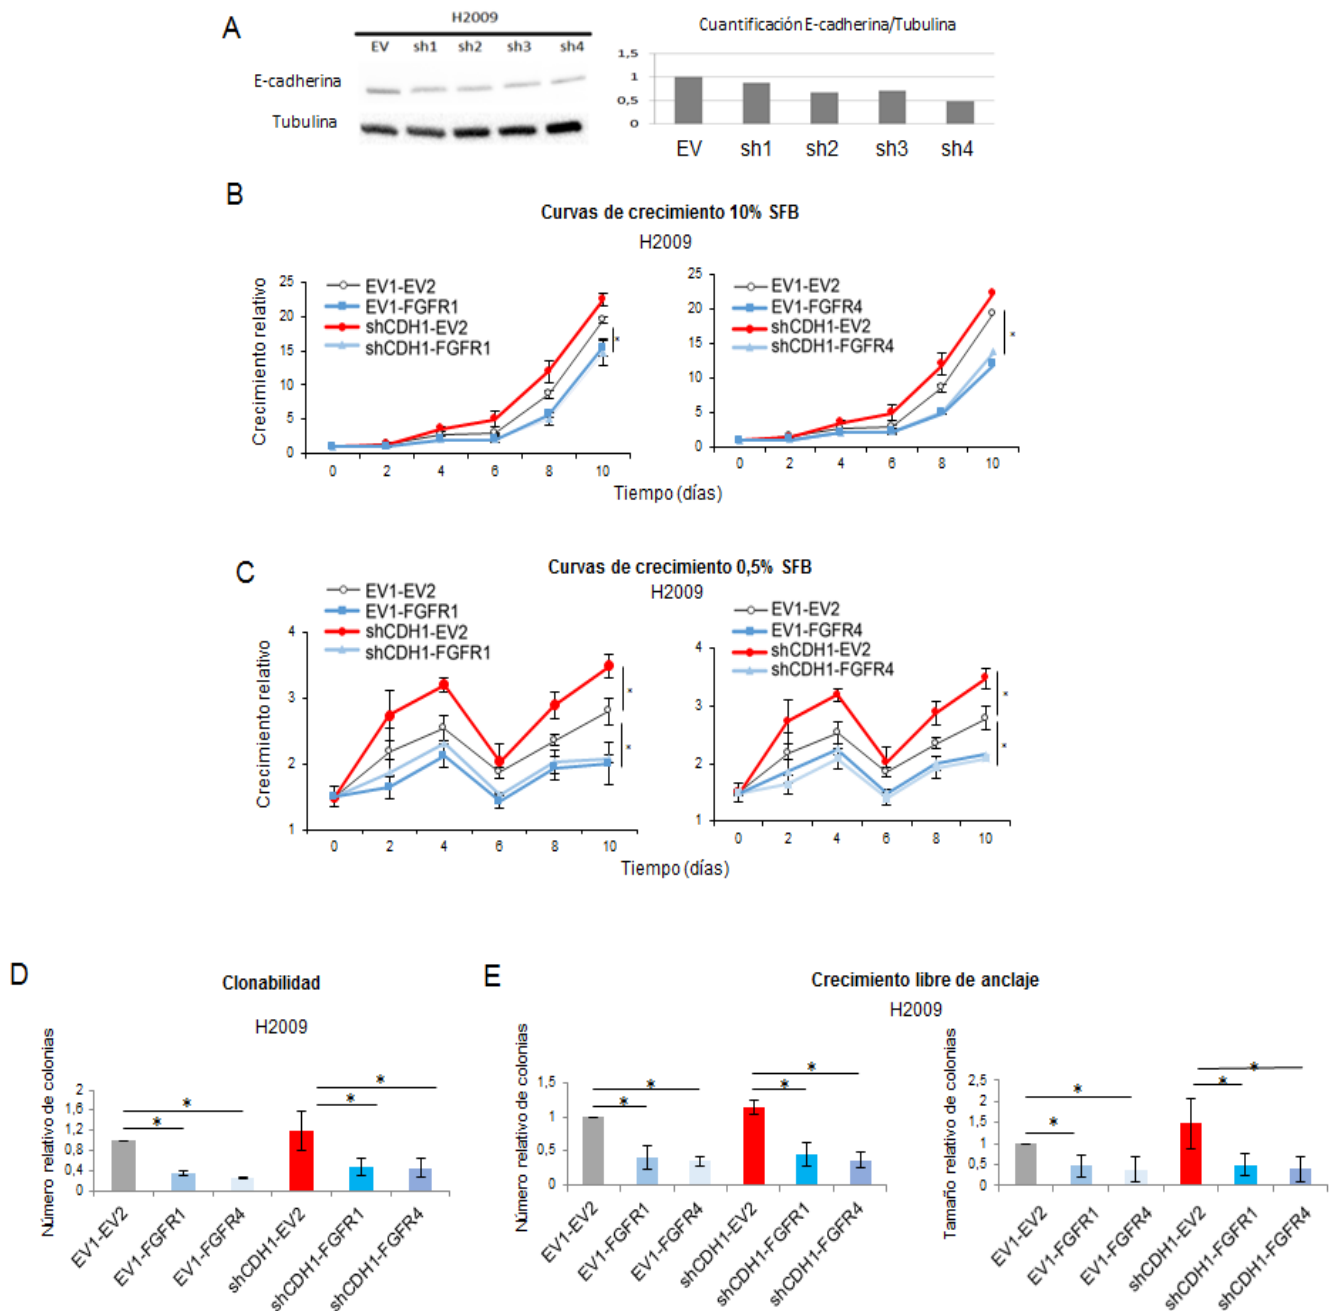 A
H2009
EV sh1 sh2 sh3 sh4
E-cadherina
Tubulina
Cuantificación E-cadherina/Tubulina
1,5
1
0,5
0
EV sh1 sh2 sh3 sh4
B
Curvas de crecimiento 10% SFB
H2009
Crecimiento relativo
EV1-EV2
EV1-FGFR1
shCDH1-EV2
shCDH1-FGFR1
25
20
15
10
5
0
0 2 4 6 8 10
*
EV1-EV2
EV1-FGFR4
shCDH1-EV2
shCDH1-FGFR4
25
20
15
10
5
0
0 2 4 6 8 10
*
Tiempo (días)
C
Curvas de crecimiento 0,5% SFB
H2009
Crecimiento relativo
EV1-EV2
EV1-FGFR1
shCDH1-EV2
shCDH1-FGFR1
4
3
2
1
0 2 4 6 8 10
*
*
EV1-EV2
EV1-FGFR4
shCDH1-EV2
shCDH1-FGFR4
4
3
2
1
0 2 4 6 8 10
*
*
Tiempo (días)
D
Clonabilidad
H2009
Número relativo de colonias
2
1,6
1,2
0,8
0,4
0
* * * *
EV1-EV2
EV1-FGFR1
EV1-FGFR4
shCDH1-EV2
shCDH1-FGFR1
shCDH1-FGFR4
E
Crecimiento libre de anclaje
H2009
Número relativo de colonias
1,5
1
0,5
0
* * * *
EV1-EV2
EV1-FGFR1
EV1-FGFR4
shCDH1-EV2
shCDH1-FGFR1
shCDH1-FGFR4
Tamaño relativo de colonias
2,5
2
1,5
1
0,5
0
* * * *
EV1-EV2
EV1-FGFR1
EV1-FGFR4
shCDH1-EV2
shCDH1-FGFR1
shCDH1-FGFR4